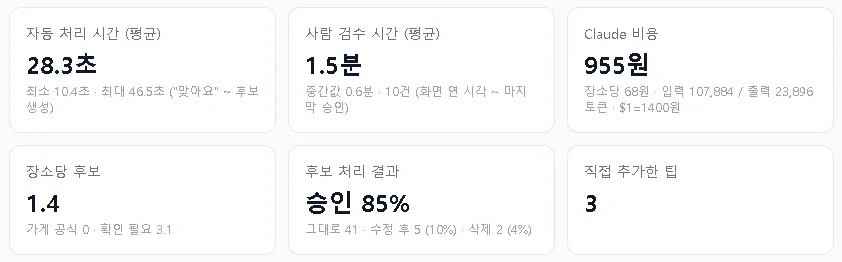 자동 처리 시간 (평균)
28.3초
최소 10.4초 · 최대 46.5초 ("맞아요" ~ 후보
생성)
사람 검수 시간 (평균)
1.5분
중간값 0.6분 · 10건 (화면 연 시각 ~ 마지
막 승인)
Claude 비용
955원
장소당 68원 · 입력 107,884 / 출력 23,896
토큰 · $1=1400원
장소당 후보
1.4
가게 공식 0 · 확인 필요 3.1
후보 처리 결과
승인 85%
그대로 41 · 수정 후 5 (10%) · 삭제 2 (4%)
직접 추가한 팁
3